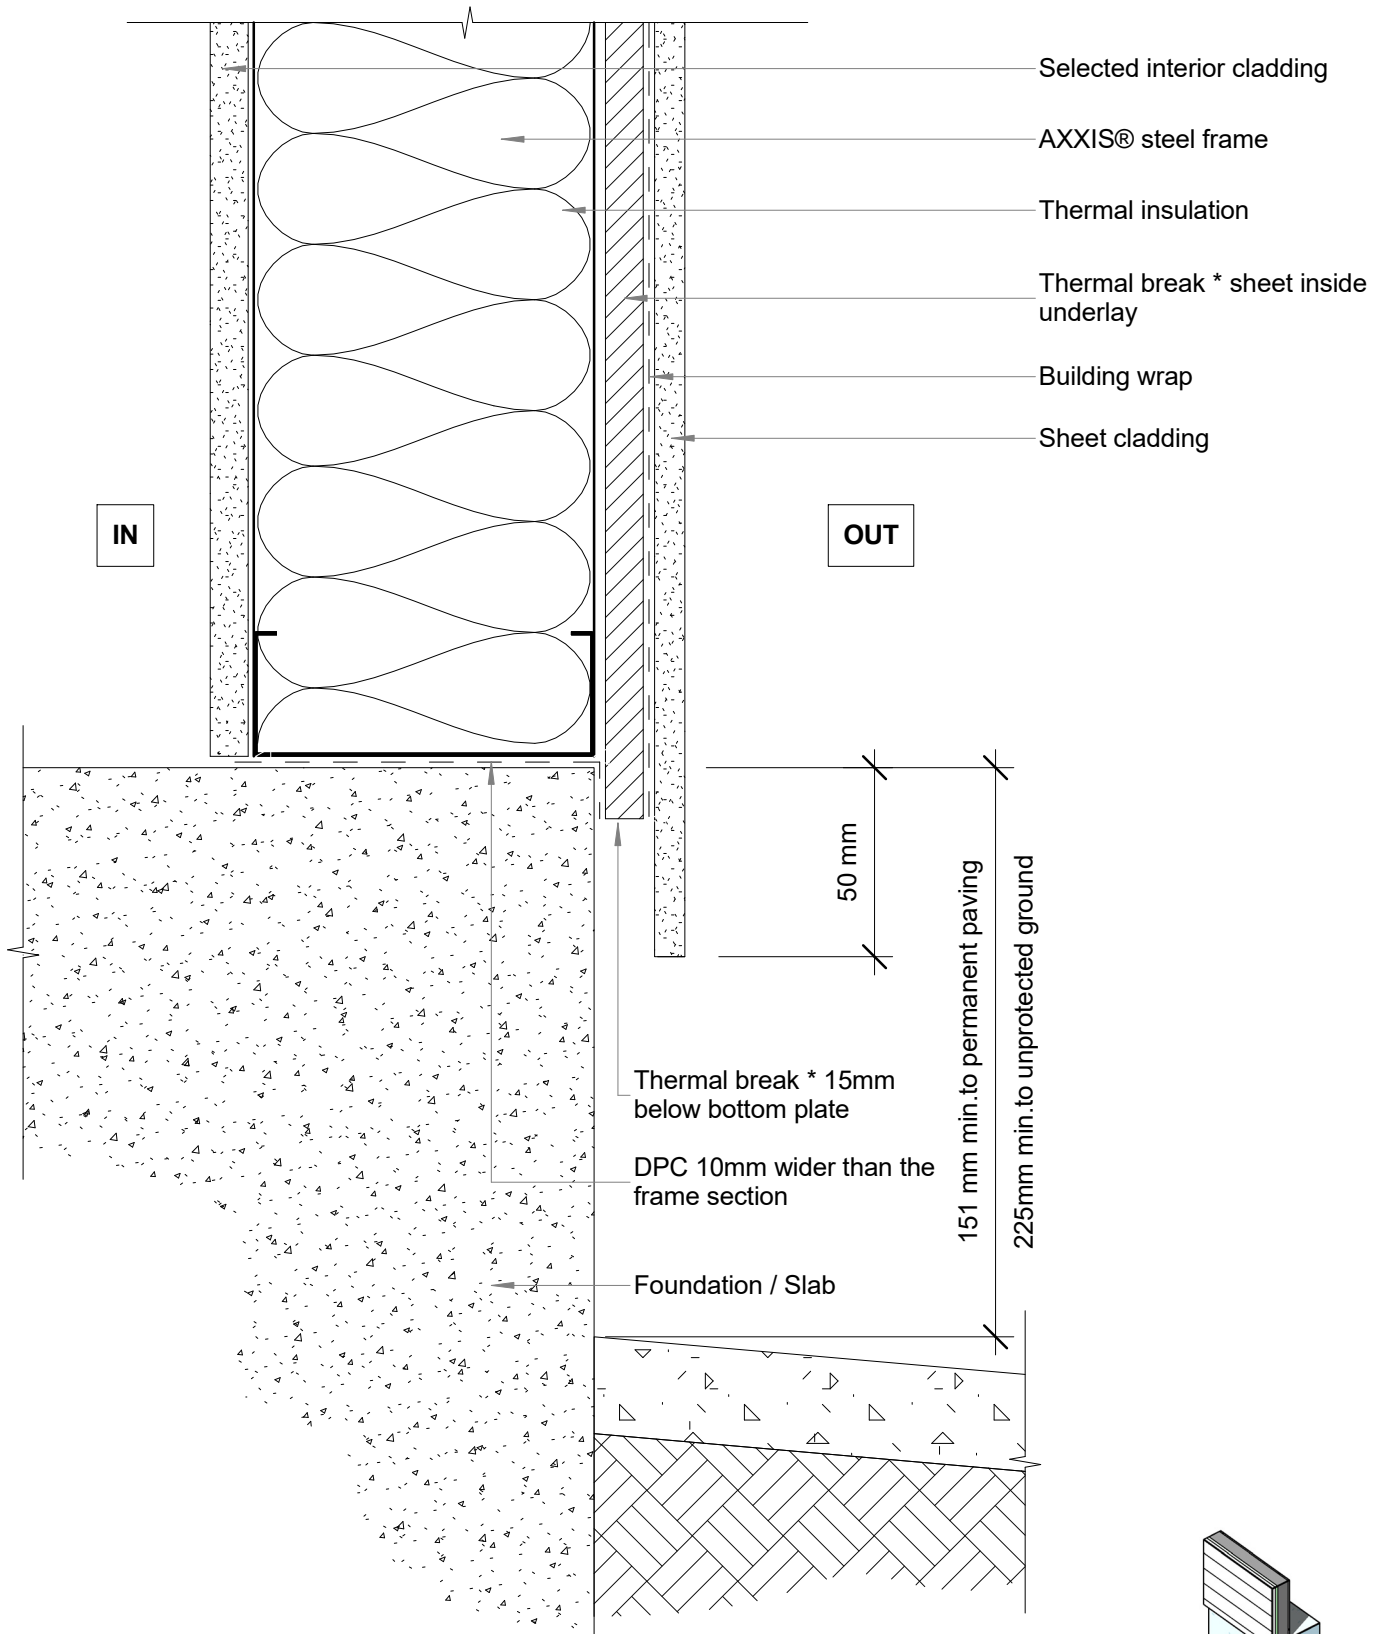 Selected interior cladding
AXXIS® steel frame
Thermal insulation
Thermal break * sheet inside
underlay
Building wrap
Sheet cladding
IN
OUT
50 mm
151 mm min.to permanent paving
225mm min.to unprotected ground
Thermal break * 15mm
below bottom plate
DPC 10mm wider than the
frame section
Foundation / Slab